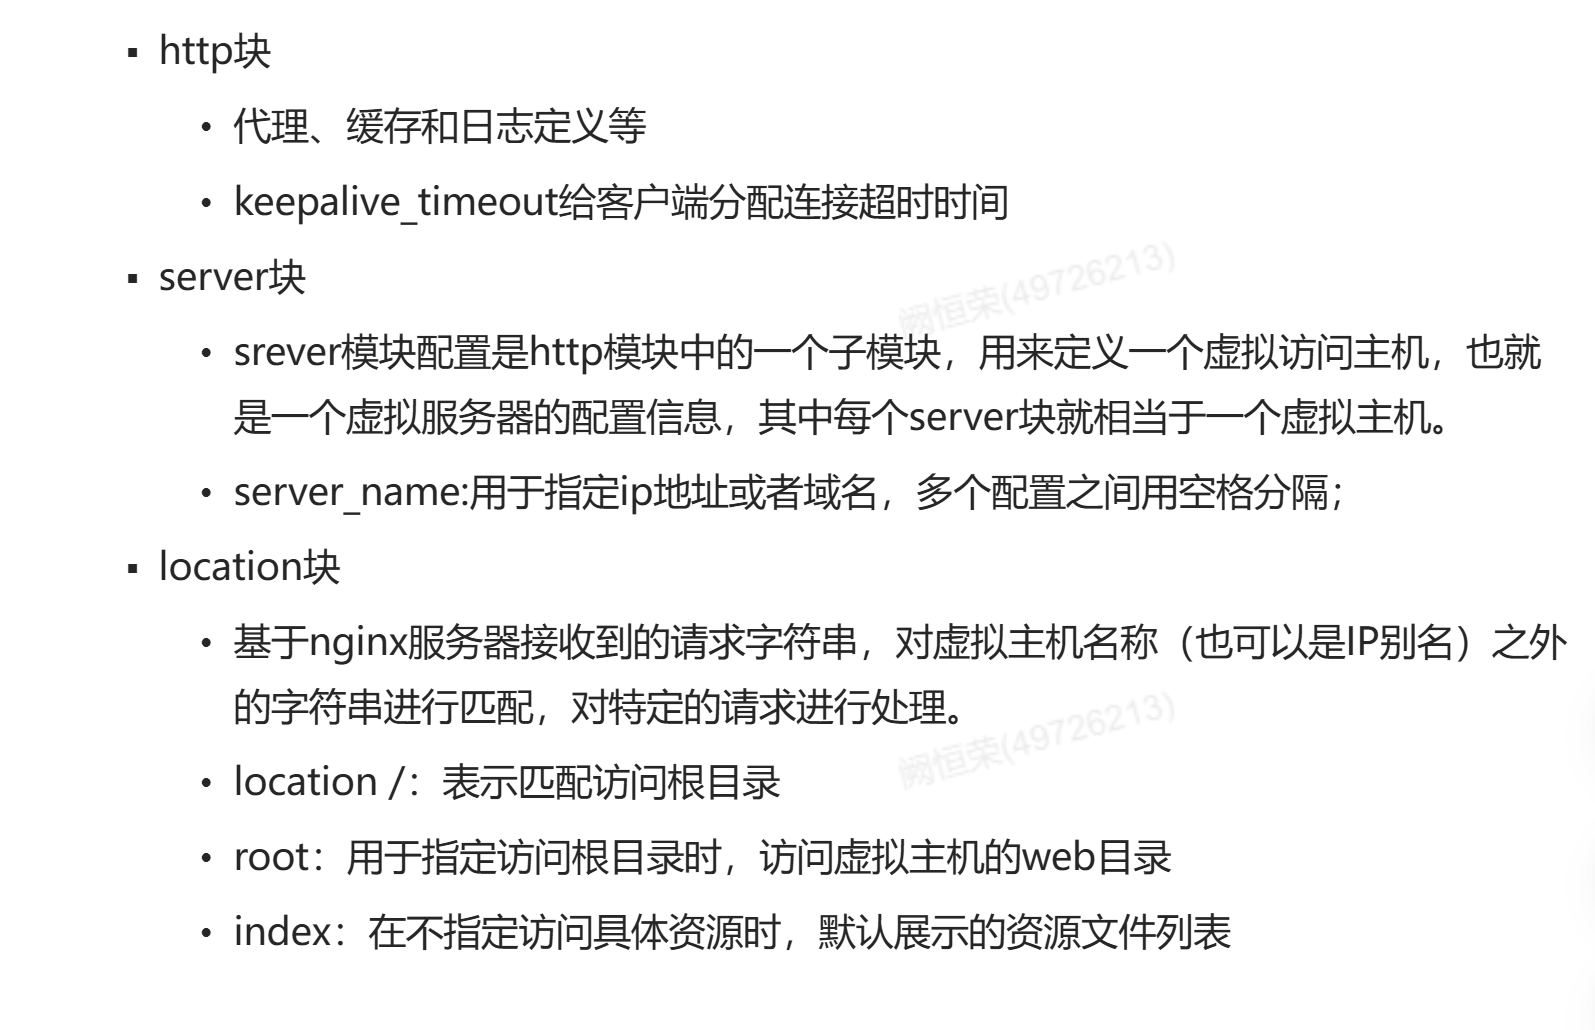 ▪ http块
• 代理、缓存和日志定义等
• keepalive_timeout给客户端分配连接超时时间
▪ server块
阙恒荣(49726213)
• srever模块配置是http模块中的一个子模块，用来定义一个虚拟访问主机，也就
是一个虚拟服务器的配置信息，其中每个server块就相当于一个虚拟主机。
• server_name:用于指定ip地址或者域名，多个配置之间用空格分隔；
▪ location块
• 基于nginx服务器接收到的请求字符串，对虚拟主机名称（也可以是IP别名）之外
的字符串进行匹配，对特定的请求进行处理。
阙恒荣(49726213)
• location /：表示匹配访问根目录
• root：用于指定访问根目录时，访问虚拟主机的web目录
• index：在不指定访问具体资源时，默认展示的资源文件列表